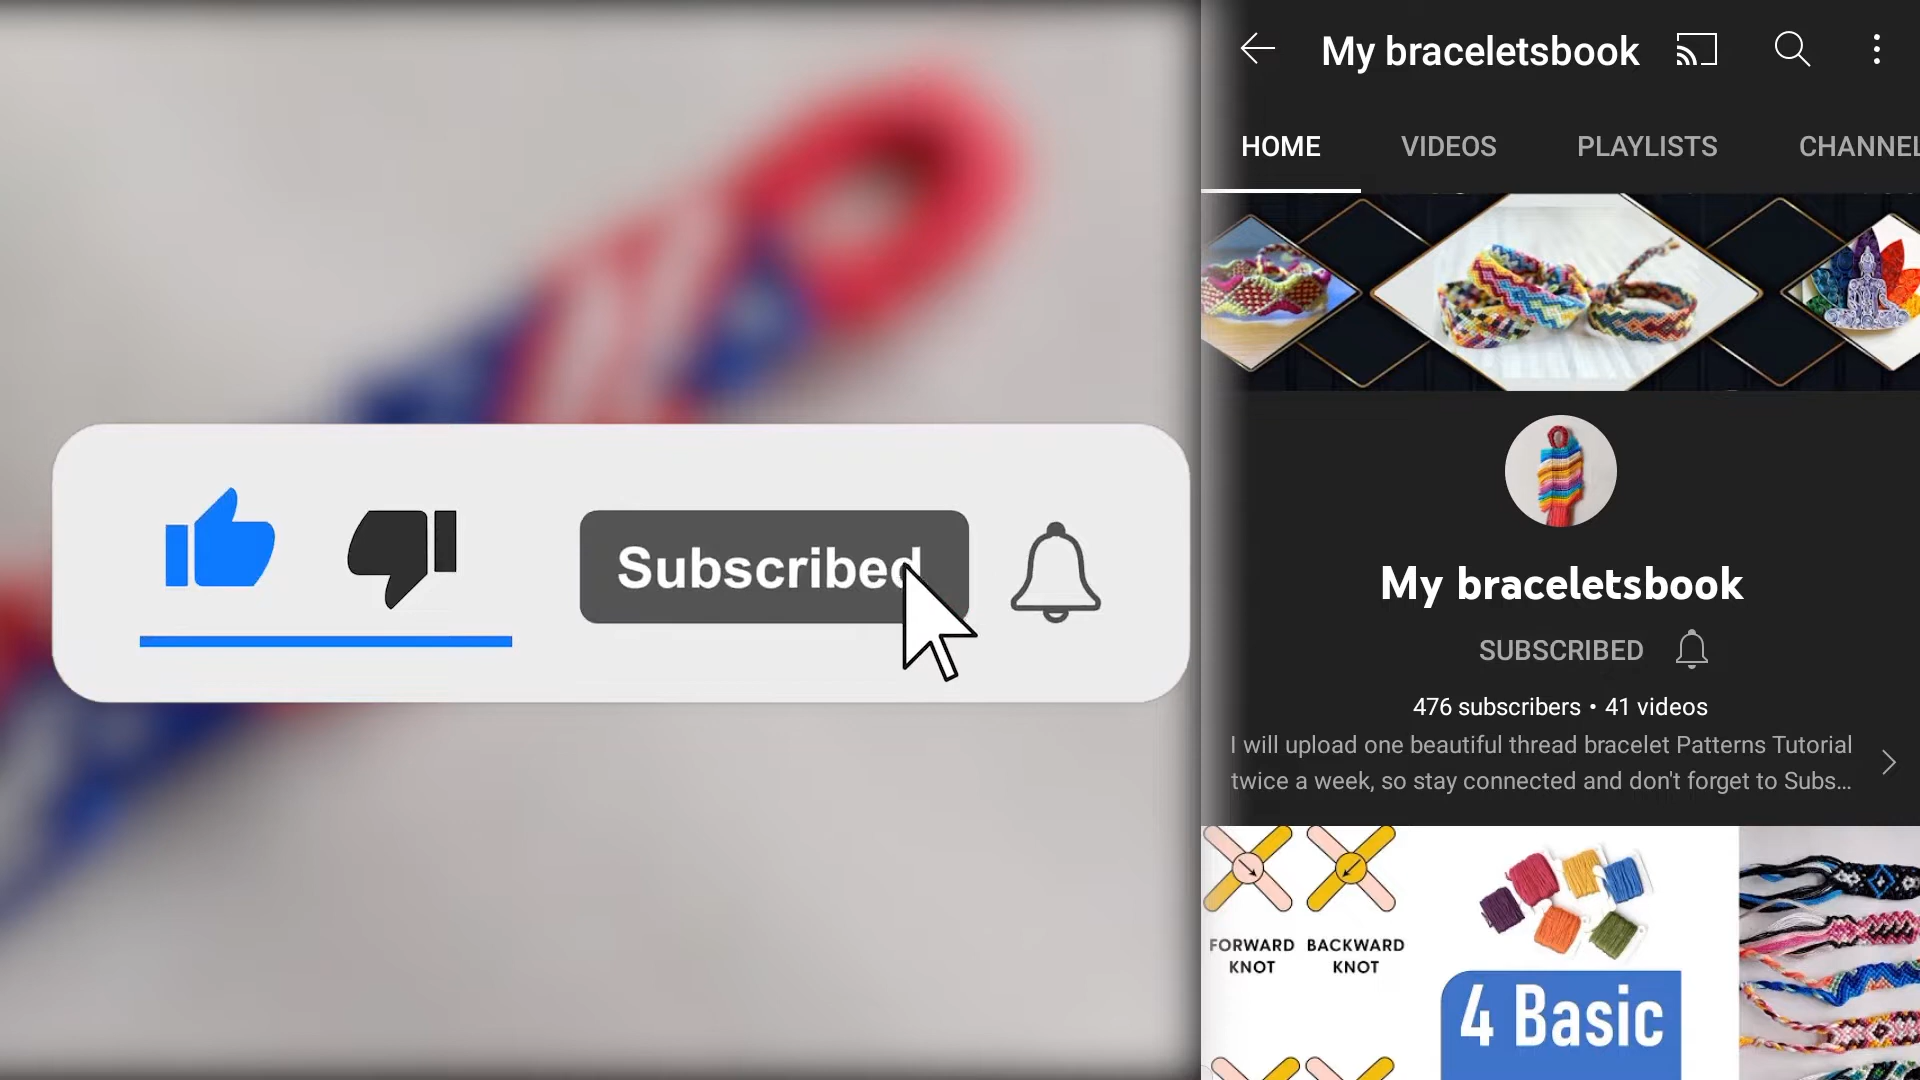 Subscribed
My braceletsbook
HOME VIDEOS PLAYLISTS CHANNEL
My braceletsbook
SUBSCRIBED
476 subscribers • 41 videos
I will upload one beautiful thread bracelet Patterns Tutorial
twice a week, so stay connected and don't forget to Subs...
FORWARD KNOT
BACKWARD KNOT
4 Basic